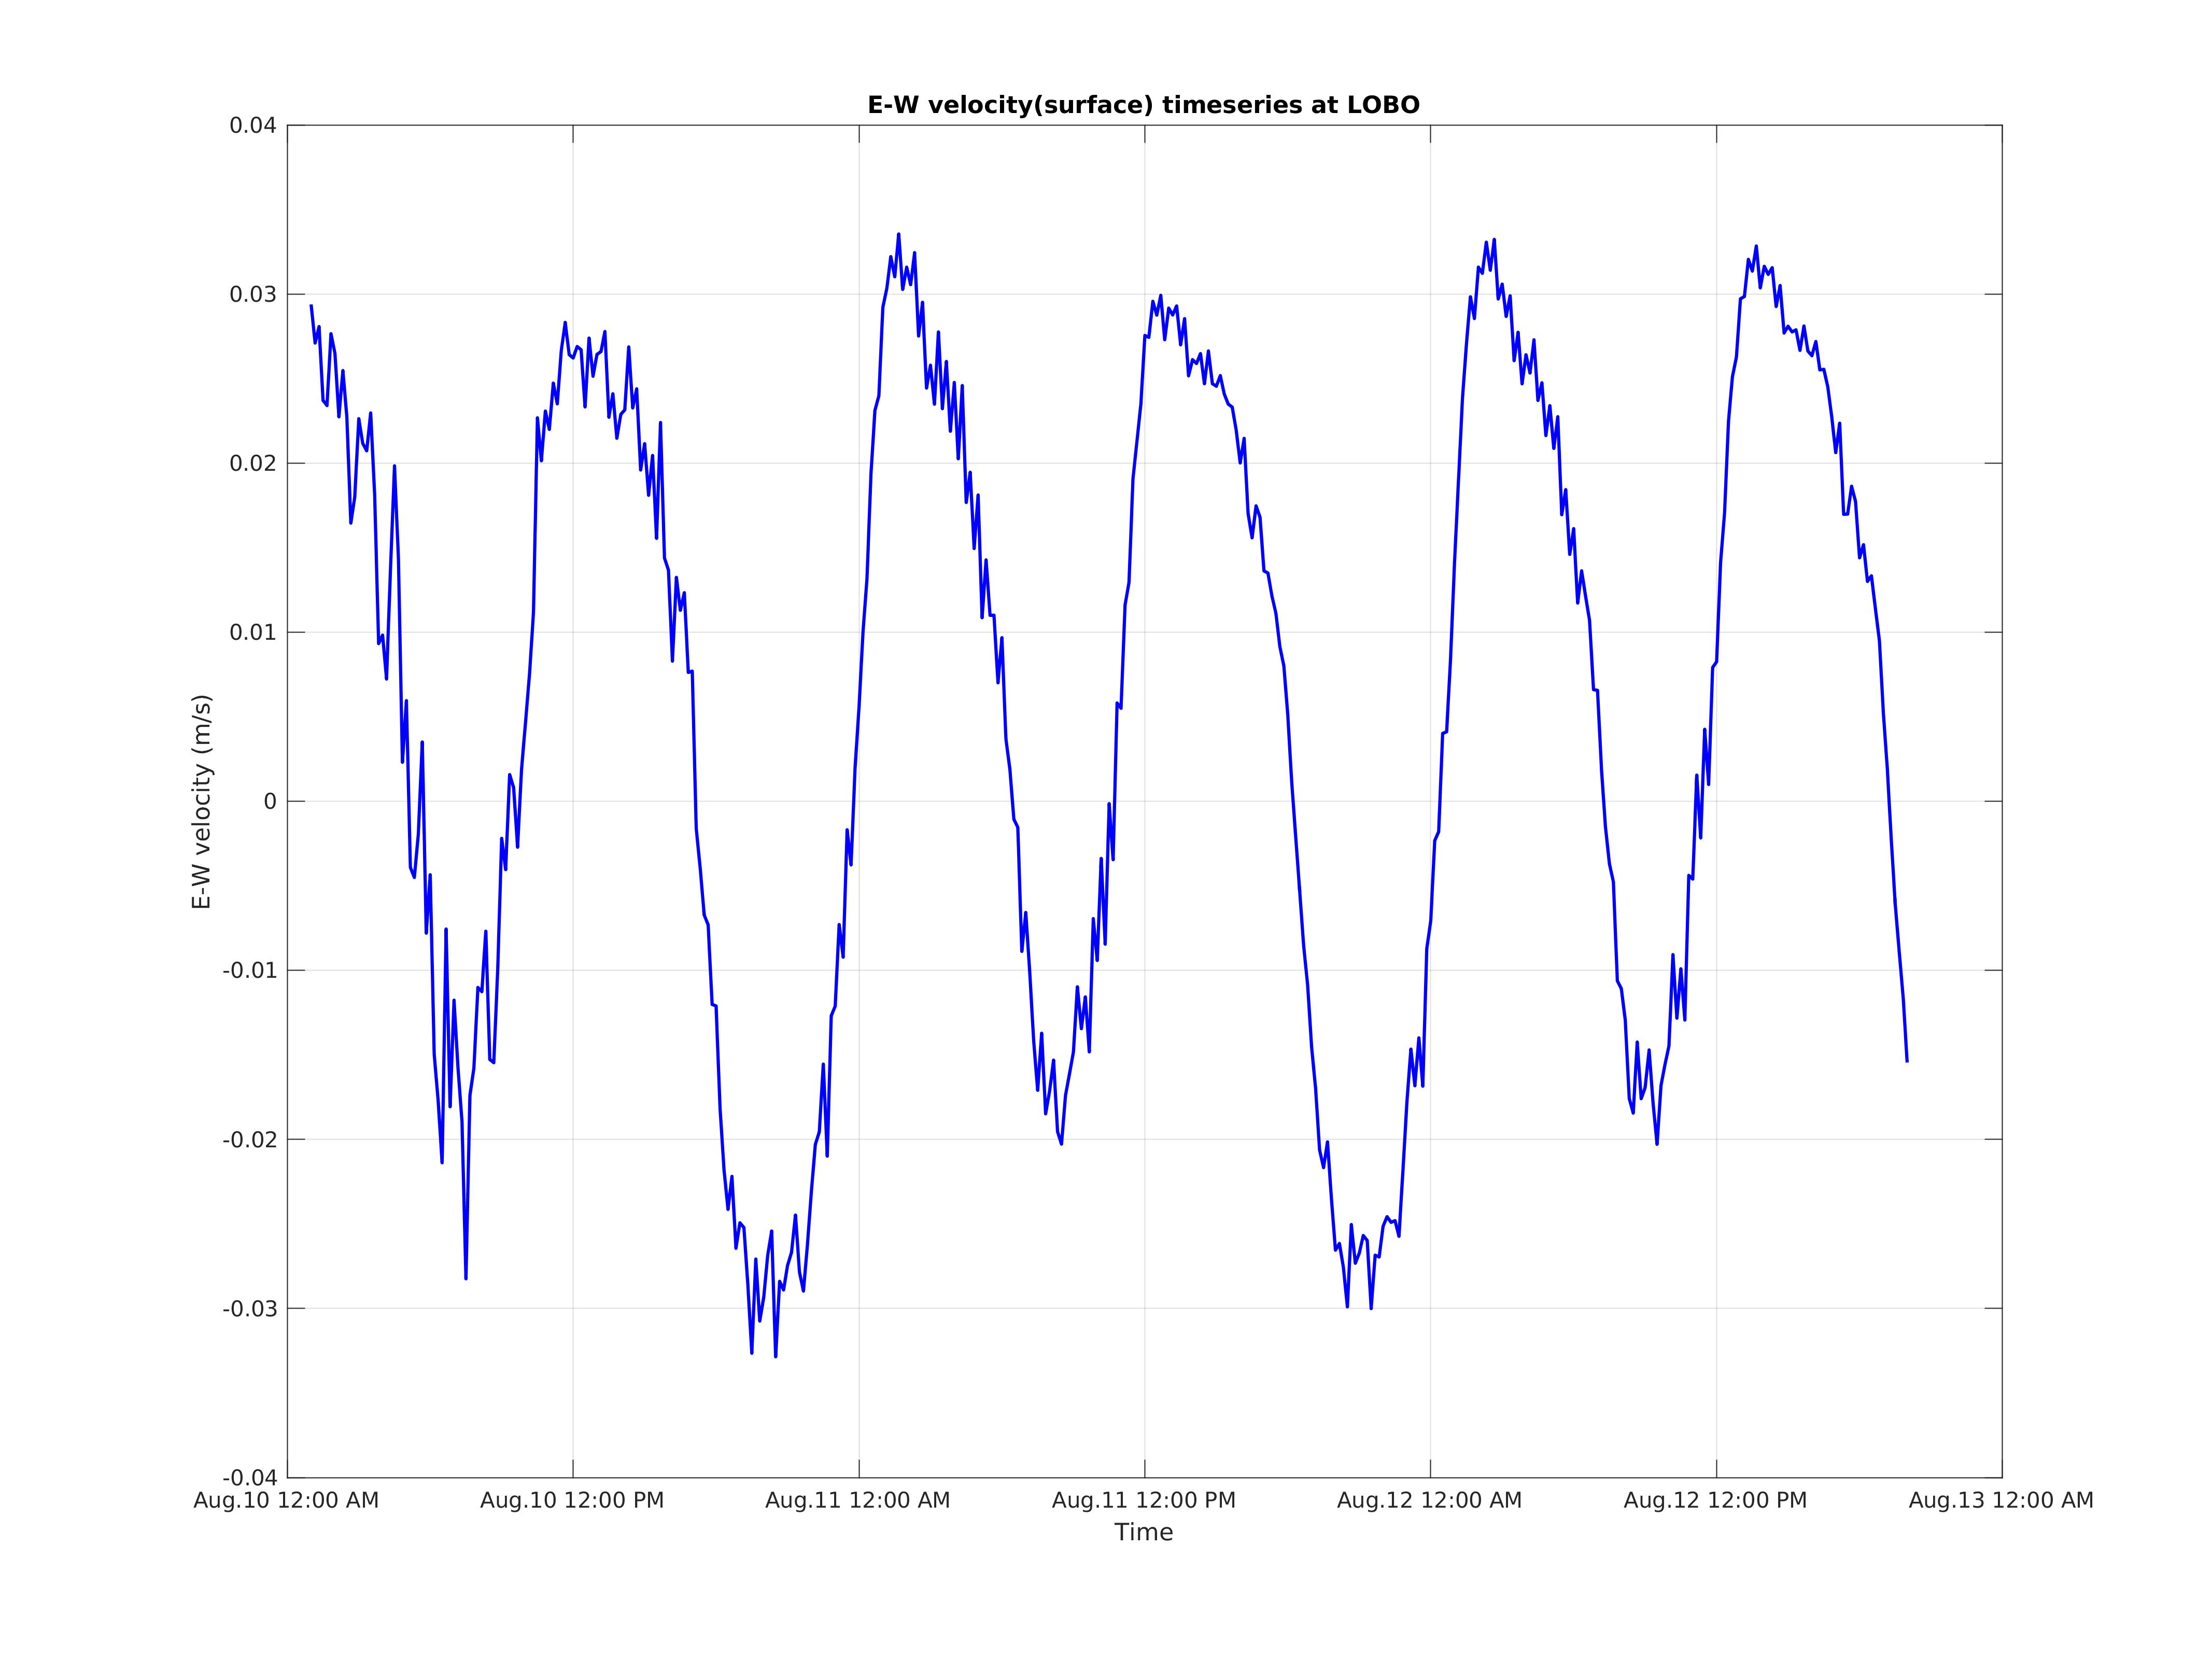 E-W velocity(surface) timeseries at LOBO
E-W velocity (m/s)
0.04
0.03
0.02
0.01
0
-0.01
-0.02
-0.03
-0.04
Aug.10 12:00 AM
Aug.10 12:00 PM
Aug.11 12:00 AM
Aug.11 12:00 PM
Aug.12 12:00 AM
Aug.12 12:00 PM
Aug.13 12:00 AM
Time